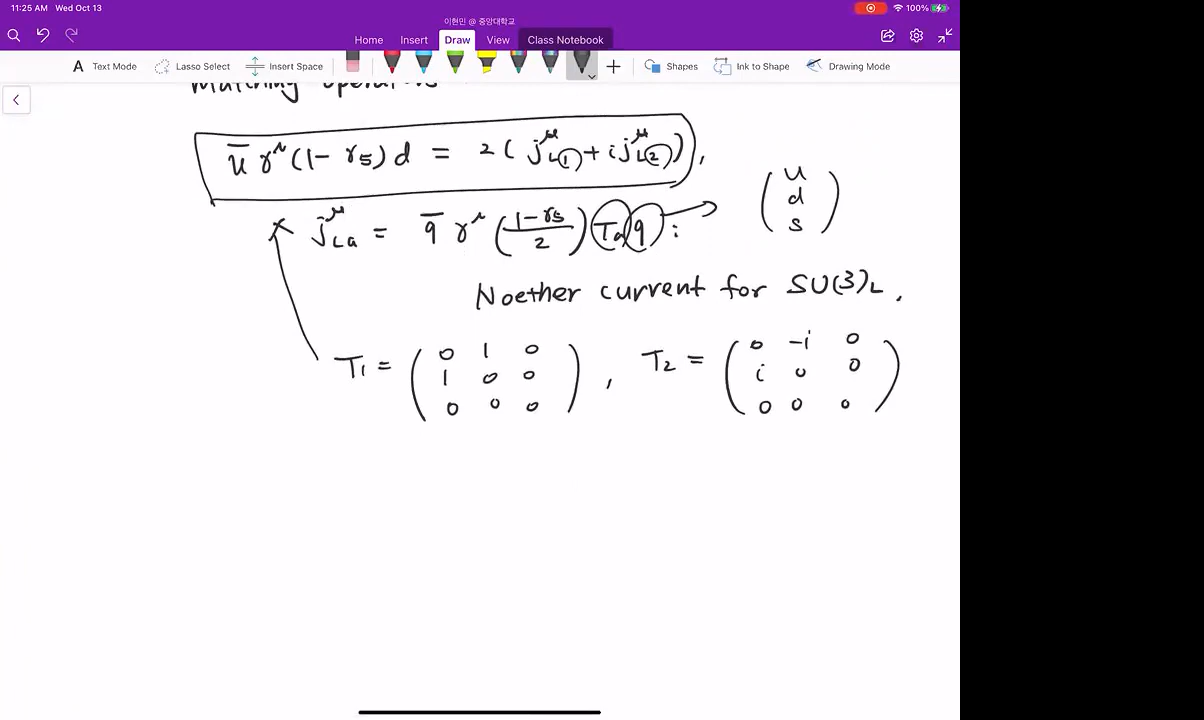 11:25 AM Wed Oct 13
100%
이현민 @ 중앙대학교
Home Insert Draw View Class Notebook
Text Mode Lasso Select Insert Space Shapes Ink to Shape Drawing Mode
Matching operators
ū γ^μ (1 - γ5) d = 2 ( j^μ_L1 + i j^μ_L2 ) ,
j^μ_La = q̄ γ^μ ( (1-γ5)/2 ) Ta q : → ( u d s )
Noether current for SU(3)L .
T1 = ( 0 1 0
1 0 0
0 0 0 ) , T2 = ( 0 -i 0
i 0 0
0 0 0 )